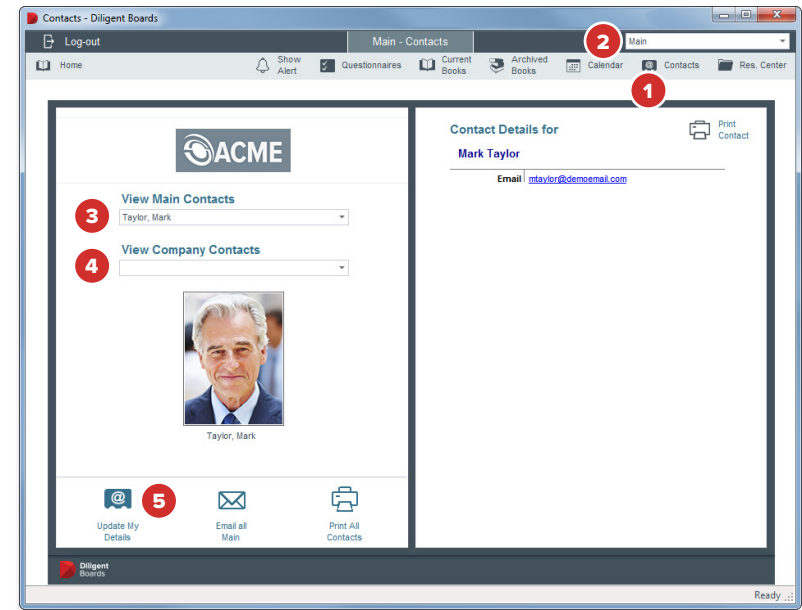 Contacts - Diligent Boards
Log-out
Main - Contacts
2
Main
Home
Show Alert
Questionnaires
Current Books
Archived Books
Calendar
Contacts
Res. Center
1
ACME
View Main Contacts
3
Taylor, Mark
View Company Contacts
4
Taylor, Mark
5
Update My Details
Email all Main
Print All Contacts
Contact Details for
Print Contact
Mark Taylor
Email mtaylor@demoemail.com
Diligent
Boards
Ready